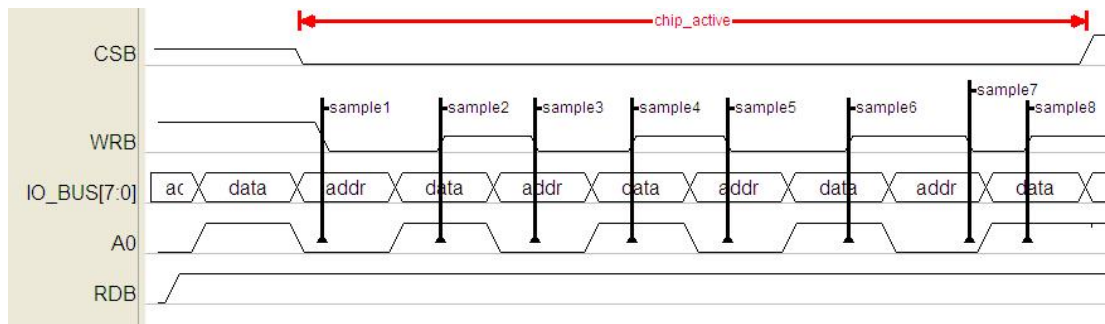 chip_active
CSB
sample1 sample2 sample3 sample4 sample5 sample6 sample7 sample8
WRB
IO_BUS[7:0] ac data addr data addr data addr data addr data
A0
RDB